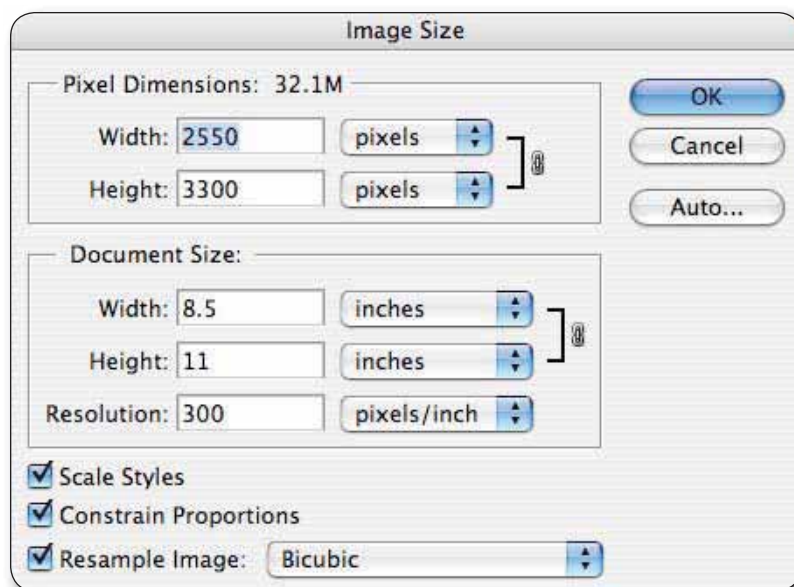 Image Size
Pixel Dimensions: 32.1M
Width: 2550 pixels
Height: 3300 pixels
OK
Cancel
Auto...
Document Size:
Width: 8.5 inches
Height: 11 inches
Resolution: 300 pixels/inch
Scale Styles
Constrain Proportions
Resample Image: Bicubic